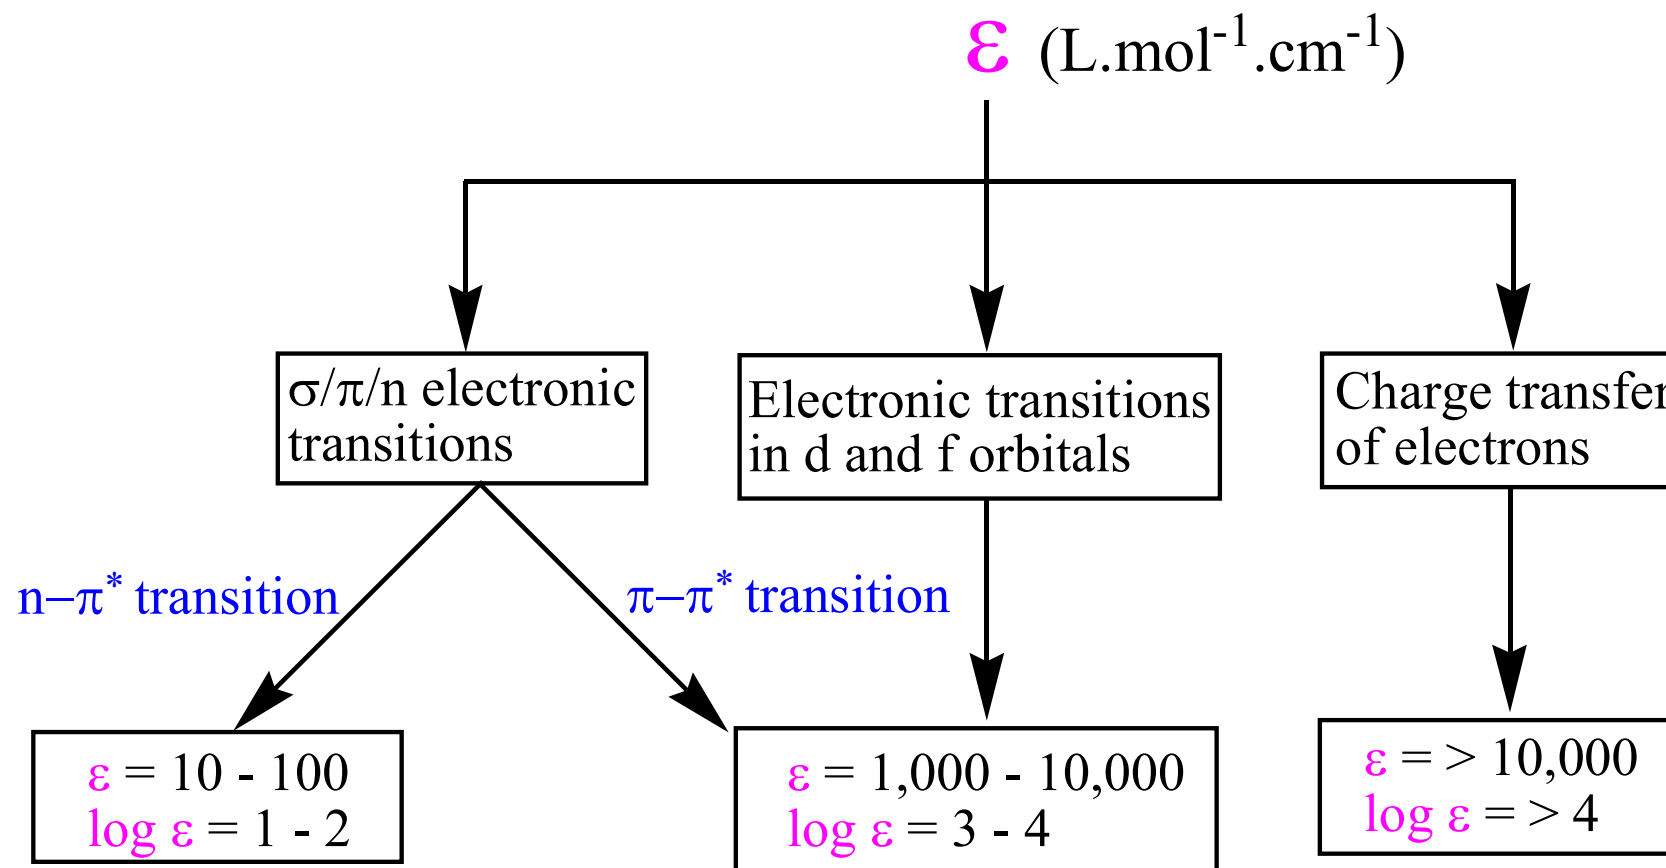 ε (L.mol⁻¹.cm⁻¹)
σ/π/n electronic
transitions
Electronic transitions
in d and f orbitals
Charge transfer
of electrons
n–π* transition
π–π* transition
ε = 10 - 100
log ε = 1 - 2
ε = 1,000 - 10,000
log ε = 3 - 4
ε = > 10,000
log ε = > 4